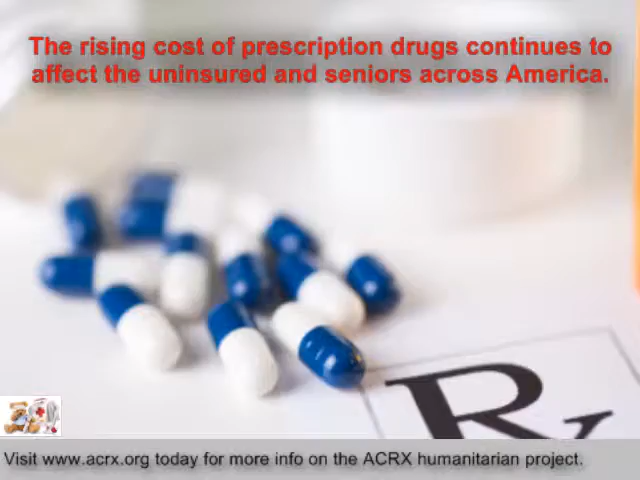 The rising cost of prescription drugs continues to
affect the uninsured and seniors across America.
Rx
Visit www.acrx.org today for more info on the ACRX humanitarian project.